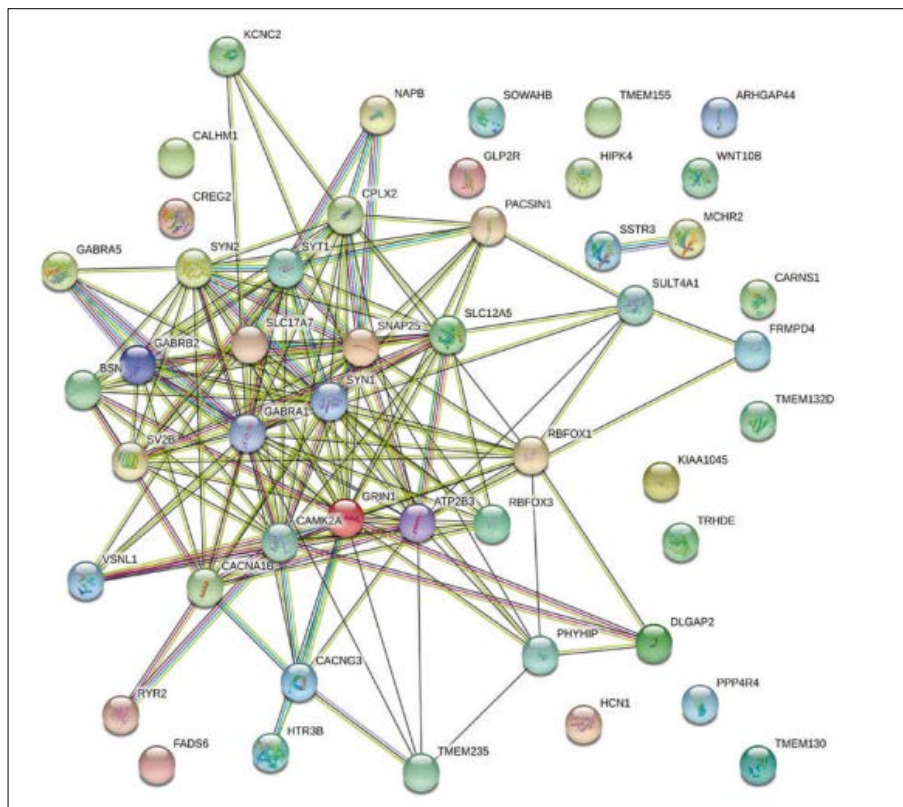 KCNC2
NAPB
SOWAHB
TMEM155
ARHGAP44
CALHM1
GLP2R
HIPK4
WNT10B
CREG2
CPLX2
PACSIN1
SSTR3
MCHR2
GABRA5
SYN2
SYT1
SULT4A1
CARNS1
SLC17A7
SNAP25
SLC12A5
FRMPD4
GABRB2
BSN
SYN1
TMEM132D
GABRA1
SV2B
RBFOX1
KIAA1045
GRIN1
ATP2B3
RBFOX3
CAMK2A
TRHDE
VSNL1
CACNA1B
DLGAP2
PHYHIP
CACNG3
PPP4R4
RYR2
HCN1
HTR3B
FADS6
TMEM235
TMEM130